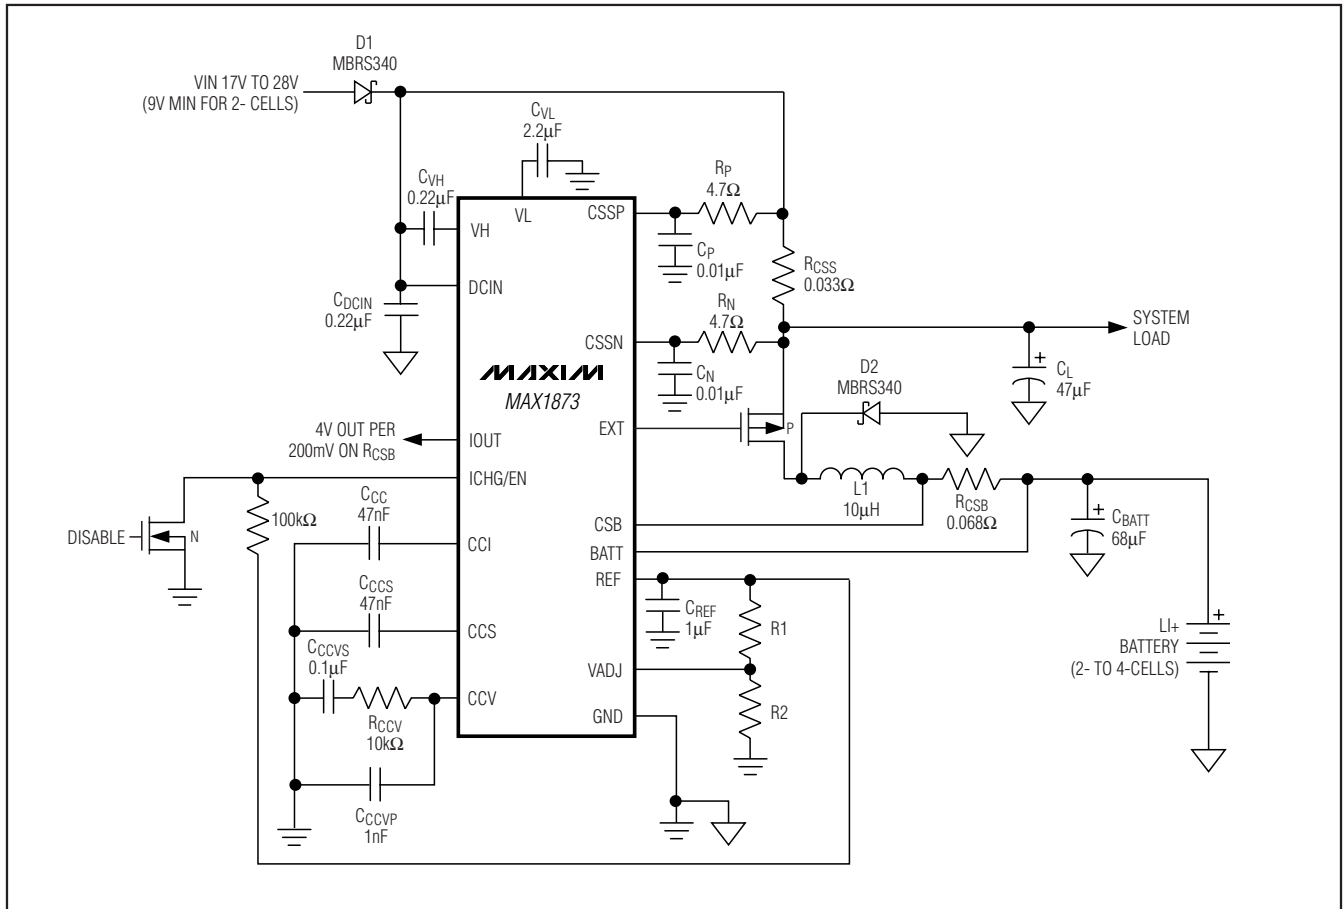 D1
MBRS340
VIN 17V TO 28V
(9V MIN FOR 2- CELLS)
CVL
2.2µF
CVH
0.22µF
RP
4.7Ω
VL
CSSP
VH
CP
0.01µF
RCSS
0.033Ω
DCIN
CDCIN
0.22µF
RN
4.7Ω
SYSTEM
LOAD
CSSN
MAXIM
MAX1873
CN
0.01µF
D2
MBRS340
+
CL
47µF
EXT
P
4V OUT PER
200mV ON RCSB
IOUT
ICHG/EN
L1
10µH
RCSB
0.068Ω
+
CBATT
68µF
CCC
47nF
100kΩ
DISABLE
N
CSB
CCI
BATT
REF
CCCS
47nF
CREF
1µF
R1
+
LI+
BATTERY
(2- TO 4-CELLS)
CCS
CCCVS
0.1µF
VADJ
CCV
RCCV
10kΩ
GND
R2
CCCVP
1nF